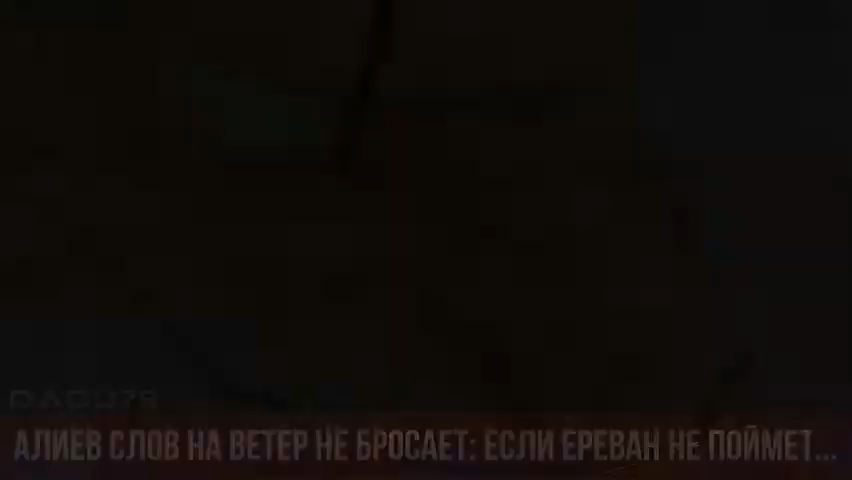 АЛИЕВ СЛОВ НА ВЕТЕР НЕ БРОСАЕТ: ЕСЛИ ЕРЕВАН НЕ ПОЙМЕТ...